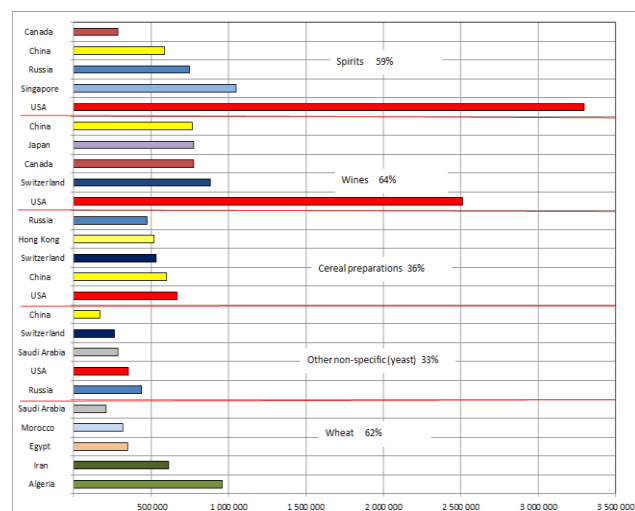 Canada
China
Russia
Spirits 59%
Singapore
USA
China
Japan
Canada
Switzerland
Wines 64%
USA
Russia
Hong Kong
Switzerland
Cereal preparations 36%
China
USA
China
Switzerland
Saudi Arabia
Other non-specific (yeast) 33%
USA
Russia
Saudi Arabia
Morocco
Wheat 62%
Egypt
Iran
Algeria
500 000 1 000 000 1 500 000 2 000 000 2 500 000 3 000 000 3 500 000